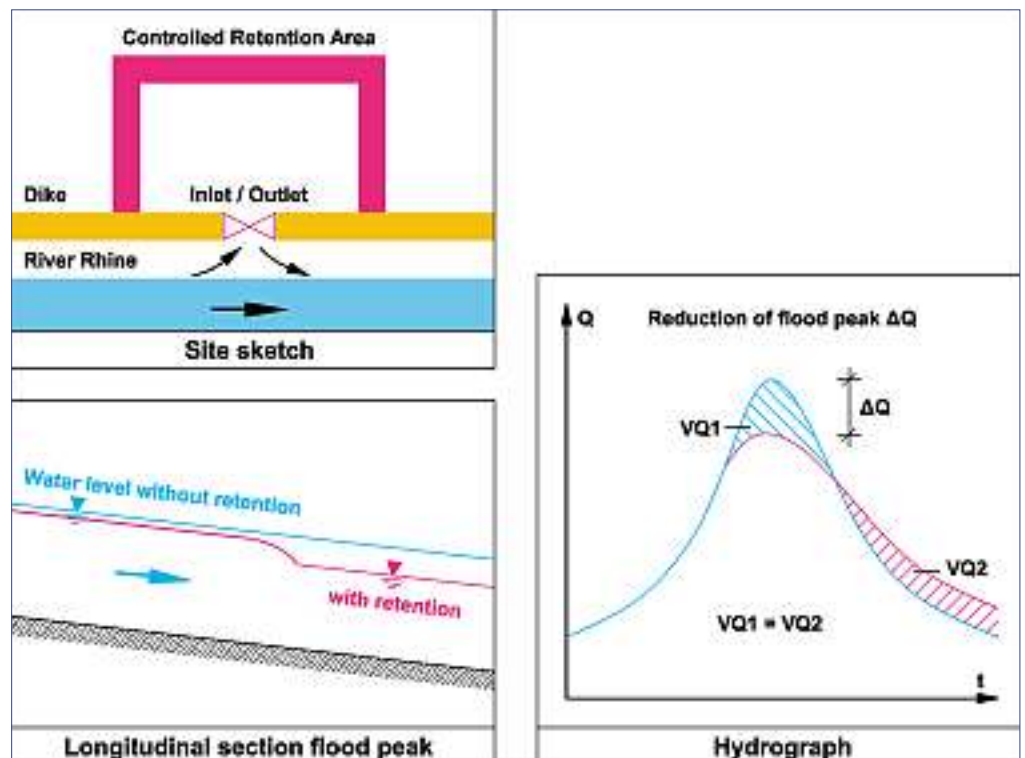 Controlled Retention Area
Dike
Inlet / Outlet
River Rhine
Site sketch
Water level without retention
with retention
Longitudinal section flood peak
Q
Reduction of flood peak ΔQ
ΔQ
VQ1
VQ2
VQ1 = VQ2
t
Hydrograph